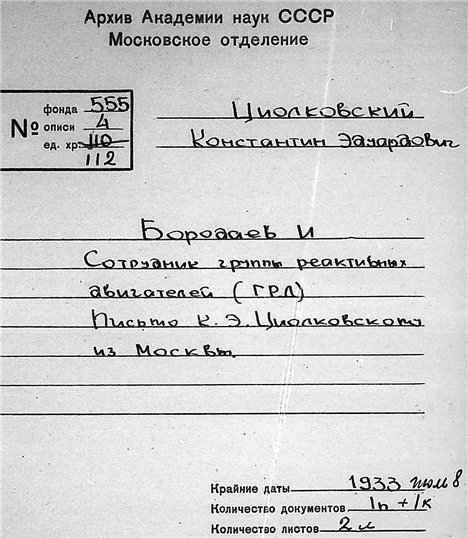 Архив Академии наук СССР
Московское отделение
№
фонда 555
описи 4
ед. хр. 110
112
Циолковский
Константин Эдуардович
Бородаев И
Сотрудник группы реактивных
двигателей (ГРД)
Письмо К. Э. Циолковскому
из Москвы
Крайние даты 1933 июл 8
Количество документов 1п + 1к
Количество листов 2 л